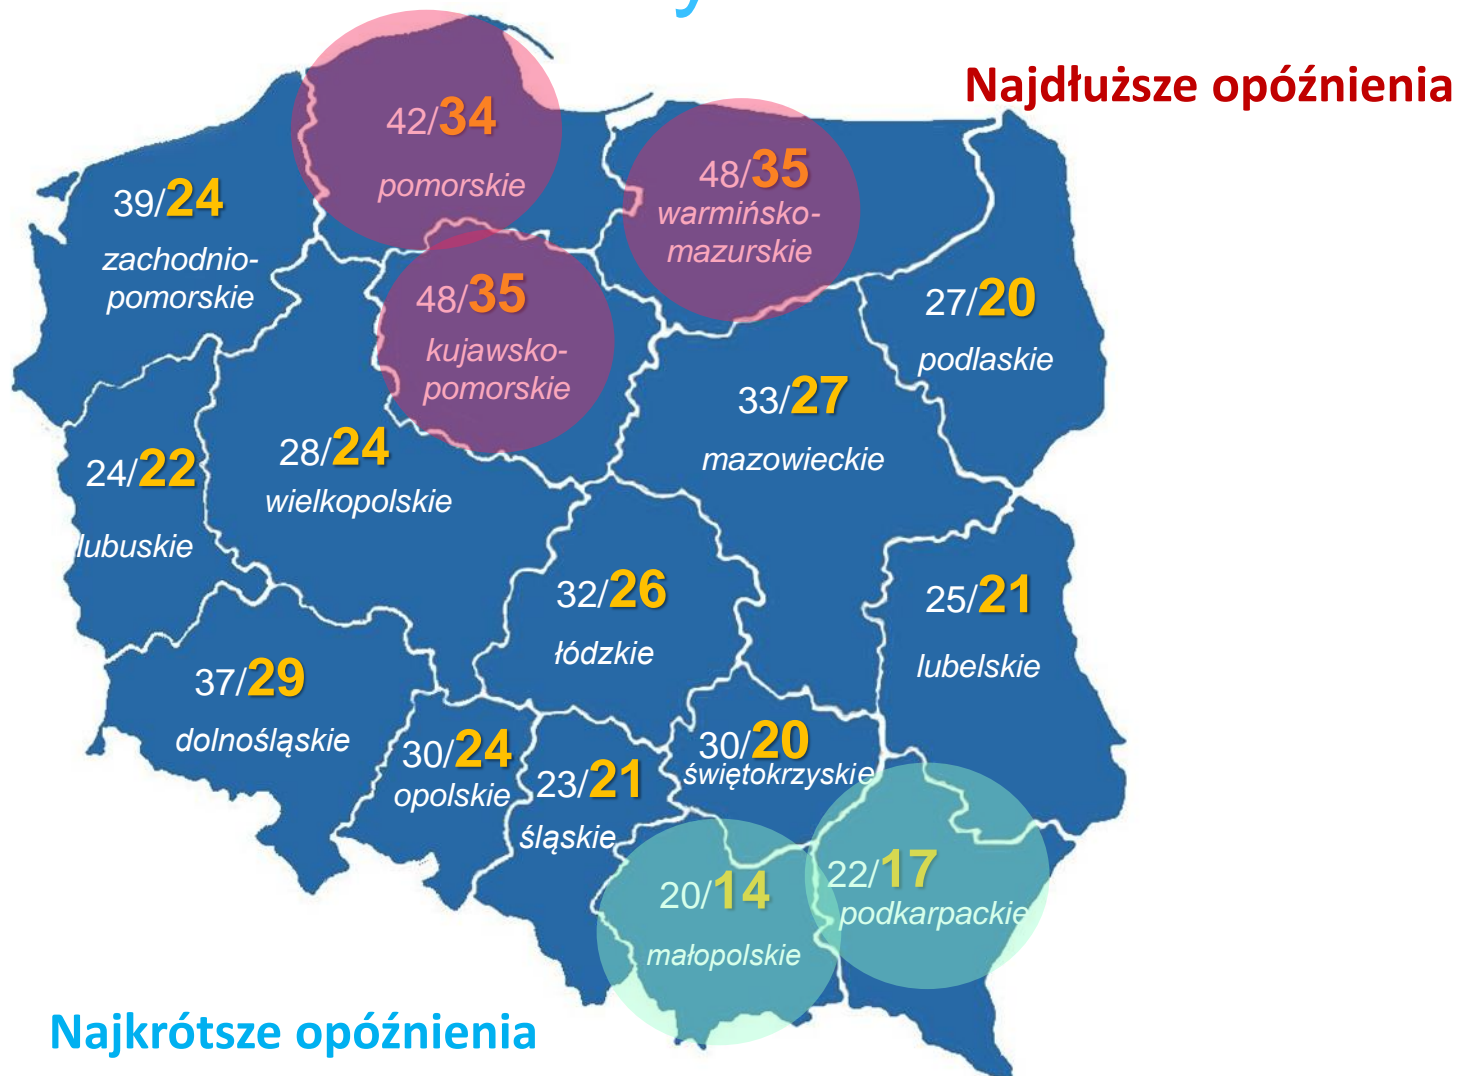 y
Najdłuższe opóźnienia
42/34
pomorskie
48/35
warmińsko-
mazurskie
39/24
zachodnio-
pomorskie
48/35
kujawsko-
pomorskie
27/20
podlaskie
33/27
mazowieckie
28/24
wielkopolskie
24/22
lubuskie
32/26
łódzkie
25/21
lubelskie
37/29
dolnośląskie
30/24
opolskie
23/21
śląskie
30/20
świętokrzyskie
20/14
małopolskie
22/17
podkarpackie
Najkrótsze opóźnienia